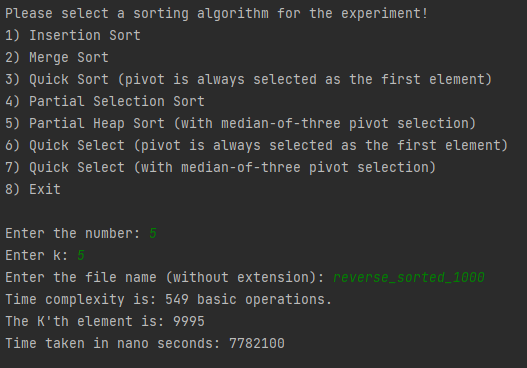 Please select a sorting algorithm for the experiment!
1) Insertion Sort
2) Merge Sort
3) Quick Sort (pivot is always selected as the first element)
4) Partial Selection Sort
5) Partial Heap Sort (with median-of-three pivot selection)
6) Quick Select (pivot is always selected as the first element)
7) Quick Select (with median-of-three pivot selection)
8) Exit
Enter the number: 5
Enter k: 5
Enter the file name (without extension): reverse_sorted_1000
Time complexity is: 549 basic operations.
The K'th element is: 9995
Time taken in nano seconds: 7782100